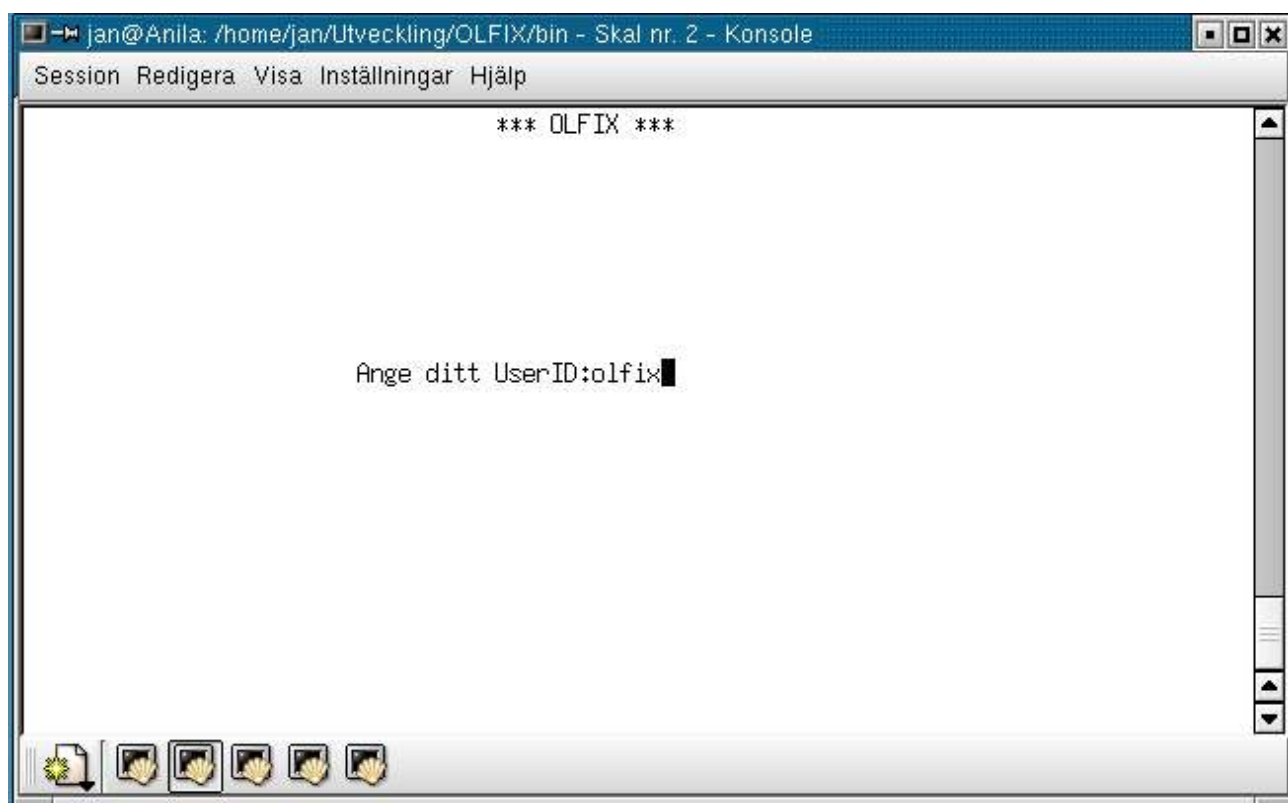 jan@Anila: /home/jan/Utveckling/OLFIX/bin - Skal nr. 2 - Konsole
Session Redigera Visa Inställningar Hjälp
*** OLFIX ***
Ange ditt UserID:olfix